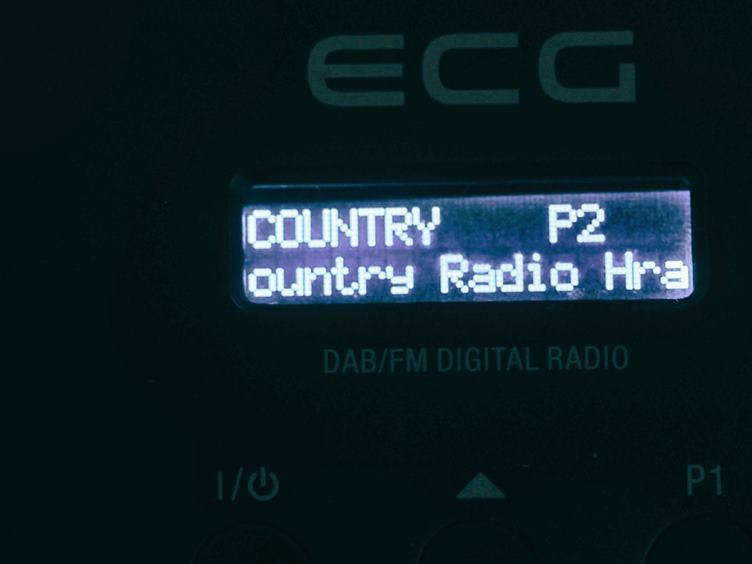 ECG
COUNTRY P2
ountry Radio Hra
DAB/FM DIGITAL RADIO
I/⏻ ▲ P1